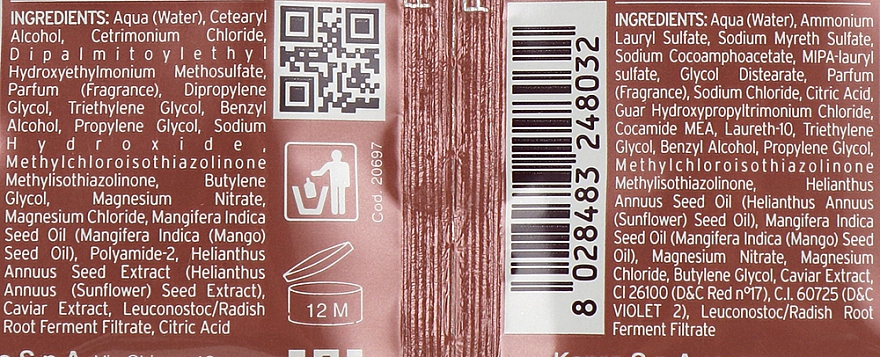 INGREDIENTS: Aqua (Water), Cetearyl
Alcohol, Cetrimonium Chloride,
Dipalmitoylethyl
Hydroxyethylmonium Methosulfate,
Parfum (Fragrance), Dipropylene
Glycol, Triethylene Glycol, Benzyl
Alcohol, Propylene Glycol, Sodium
Hydroxide,
Methylchloroisothiazolinone
Methylisothiazolinone, Butylene
Glycol, Magnesium Nitrate,
Magnesium Chloride, Mangifera Indica
Seed Oil (Mangifera Indica (Mango)
Seed Oil), Polyamide-2, Helianthus
Annuus Seed Extract (Helianthus
Annuus (Sunflower) Seed Extract),
Caviar Extract, Leuconostoc/Radish
Root Ferment Filtrate, Citric Acid
Cod. 20697
12 M
8 028483 248032
INGREDIENTS: Aqua (Water), Ammonium
Lauryl Sulfate, Sodium Myreth Sulfate,
Sodium Cocoamphoacetate, MIPA-lauryl
sulfate, Glycol Distearate, Parfum
(Fragrance), Sodium Chloride, Citric Acid,
Guar Hydroxypropyltrimonium Chloride,
Cocamide MEA, Laureth-10, Triethylene
Glycol, Benzyl Alcohol, Propylene Glycol,
Methylchloroisothiazolinone
Methylisothiazolinone, Helianthus
Annuus Seed Oil (Helianthus Annuus
(Sunflower) Seed Oil), Mangifera Indica
Seed Oil (Mangifera Indica (Mango) Seed
Oil), Magnesium Nitrate, Magnesium
Chloride, Butylene Glycol, Caviar Extract,
CI 26100 (D&C Red nº17), C.I. 60725 (D&C
VIOLET 2), Leuconostoc/Radish Root
Ferment Filtrate